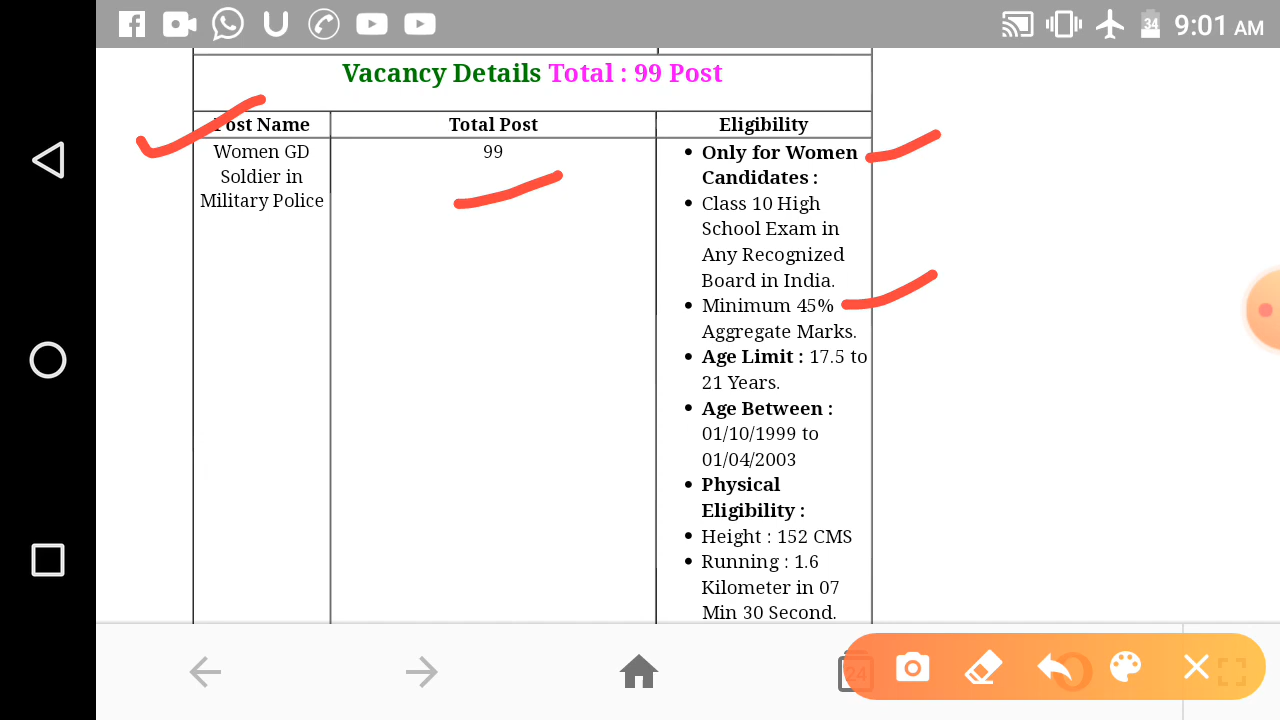 34 9:01 AM
Vacancy Details Total : 99 Post
Post Name Total Post Eligibility
Women GD
Soldier in
Military Police
99
• Only for Women
Candidates :
• Class 10 High
School Exam in
Any Recognized
Board in India.
• Minimum 45%
Aggregate Marks.
• Age Limit : 17.5 to
21 Years.
• Age Between :
01/10/1999 to
01/04/2003
• Physical
Eligibility :
• Height : 152 CMS
• Running : 1.6
Kilometer in 07
Min 30 Second.
24